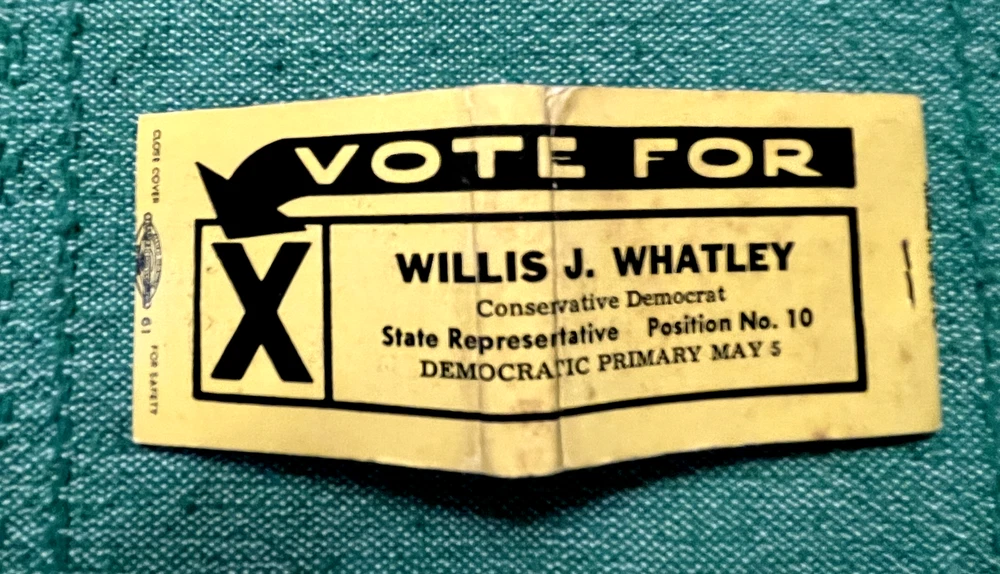 VOTE FOR
X
WILLIS J. WHATLEY
Conservative Democrat
State Representative Position No. 10
DEMOCRATIC PRIMARY MAY 5
CLOSE COVER
61
FOR SAFETY